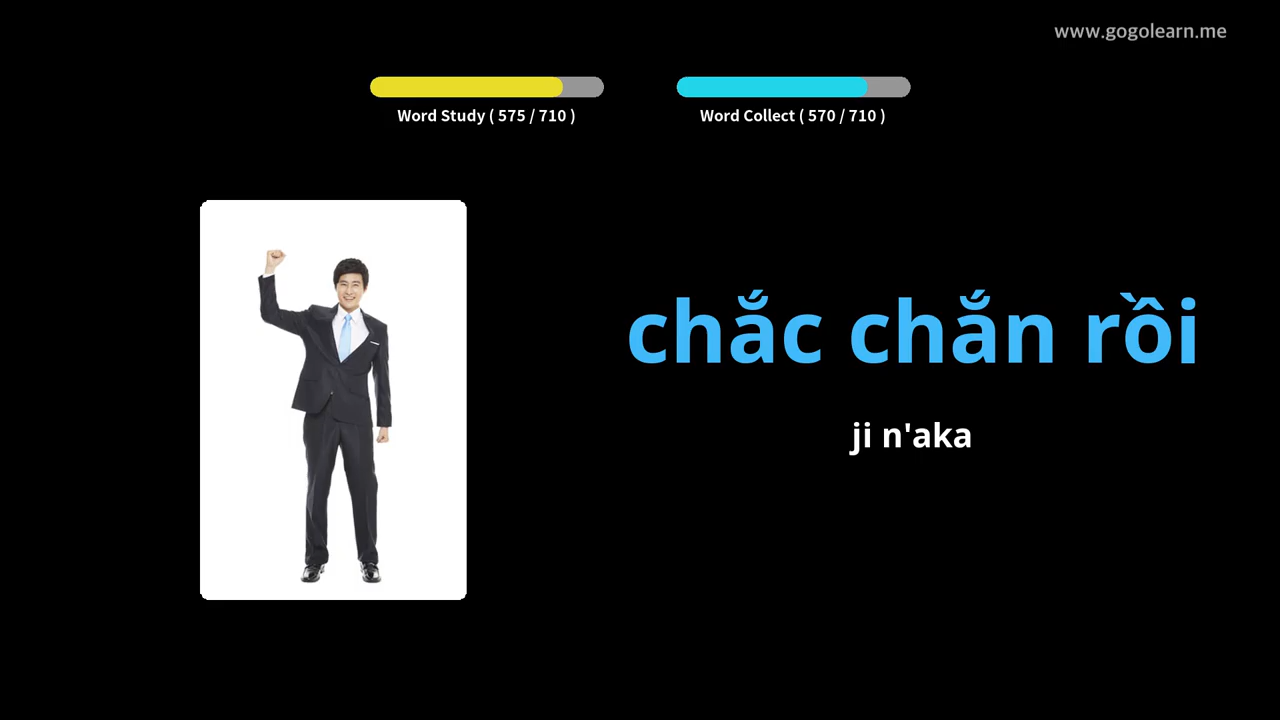 www.gogolearn.me
Word Study ( 575 / 710 )
Word Collect ( 570 / 710 )
chắc chắn rồi
ji n'aka